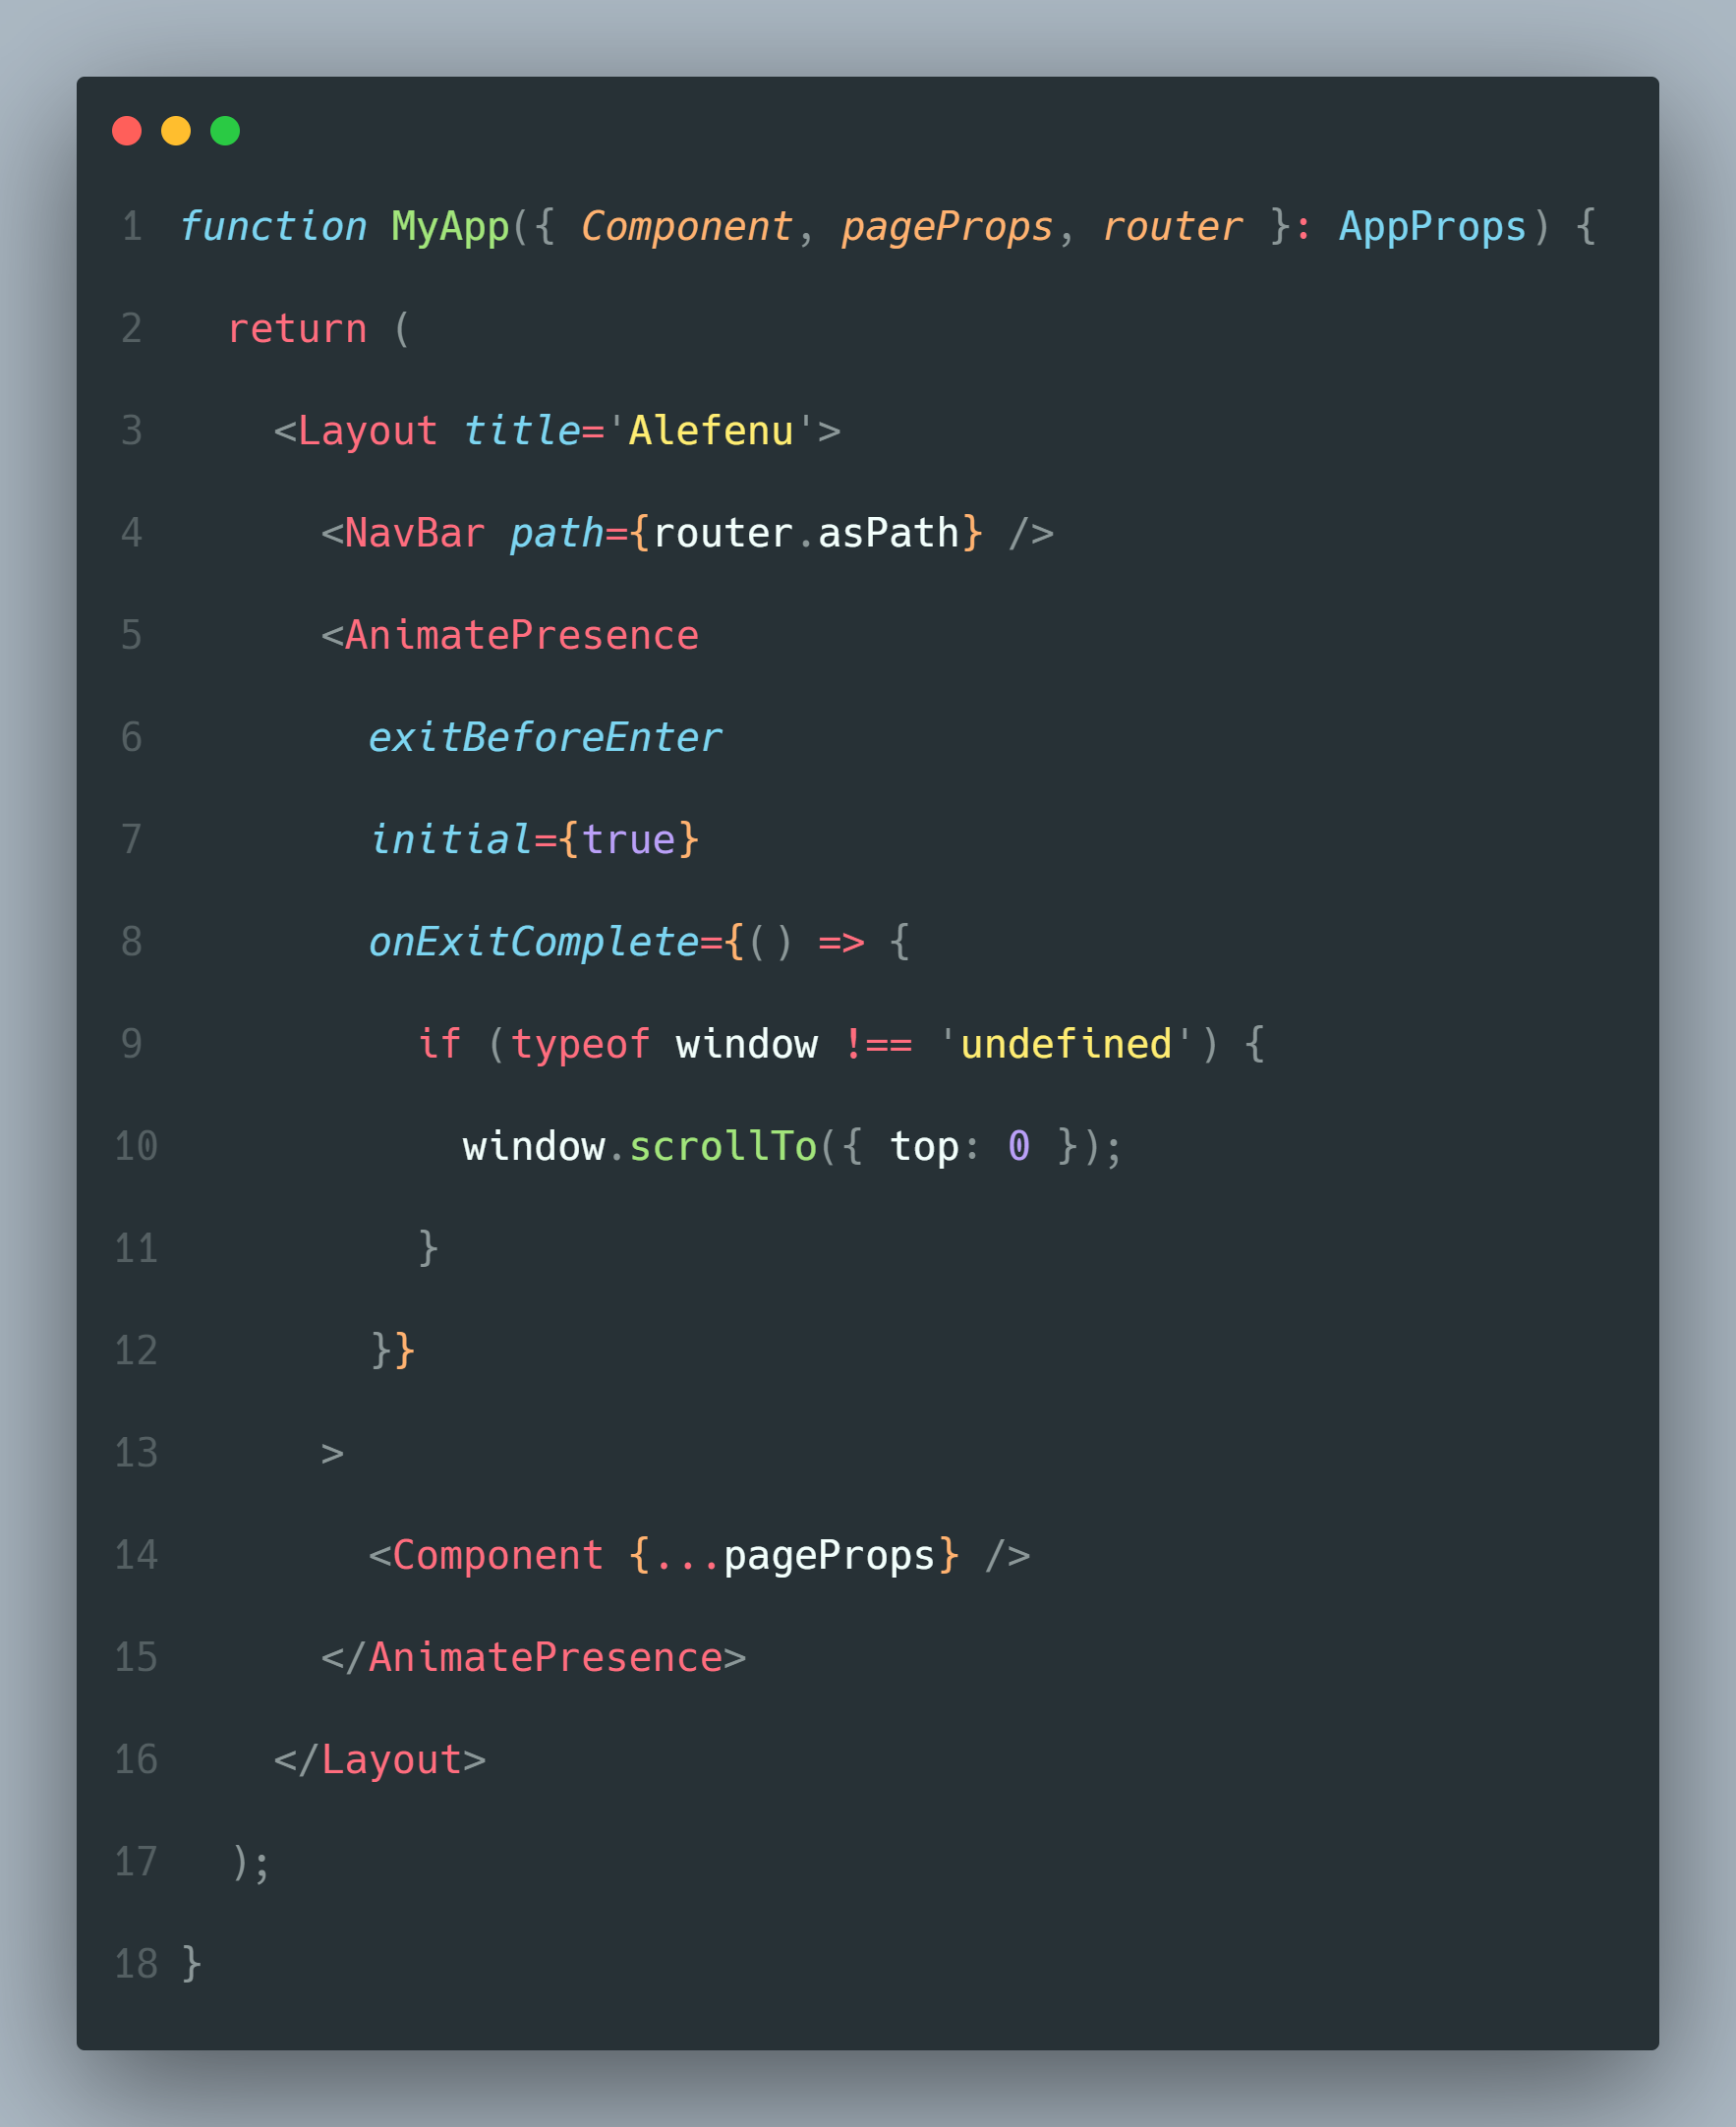 1 function MyApp({ Component, pageProps, router }: AppProps) {
2   return (
3     <Layout title='Alefenu'>
4       <NavBar path={router.asPath} />
5       <AnimatePresence
6         exitBeforeEnter
7         initial={true}
8         onExitComplete={() => {
9           if (typeof window !== 'undefined') {
10             window.scrollTo({ top: 0 });
11           }
12         }}
13       >
14         <Component {...pageProps} />
15       </AnimatePresence>
16     </Layout>
17   );
18 }